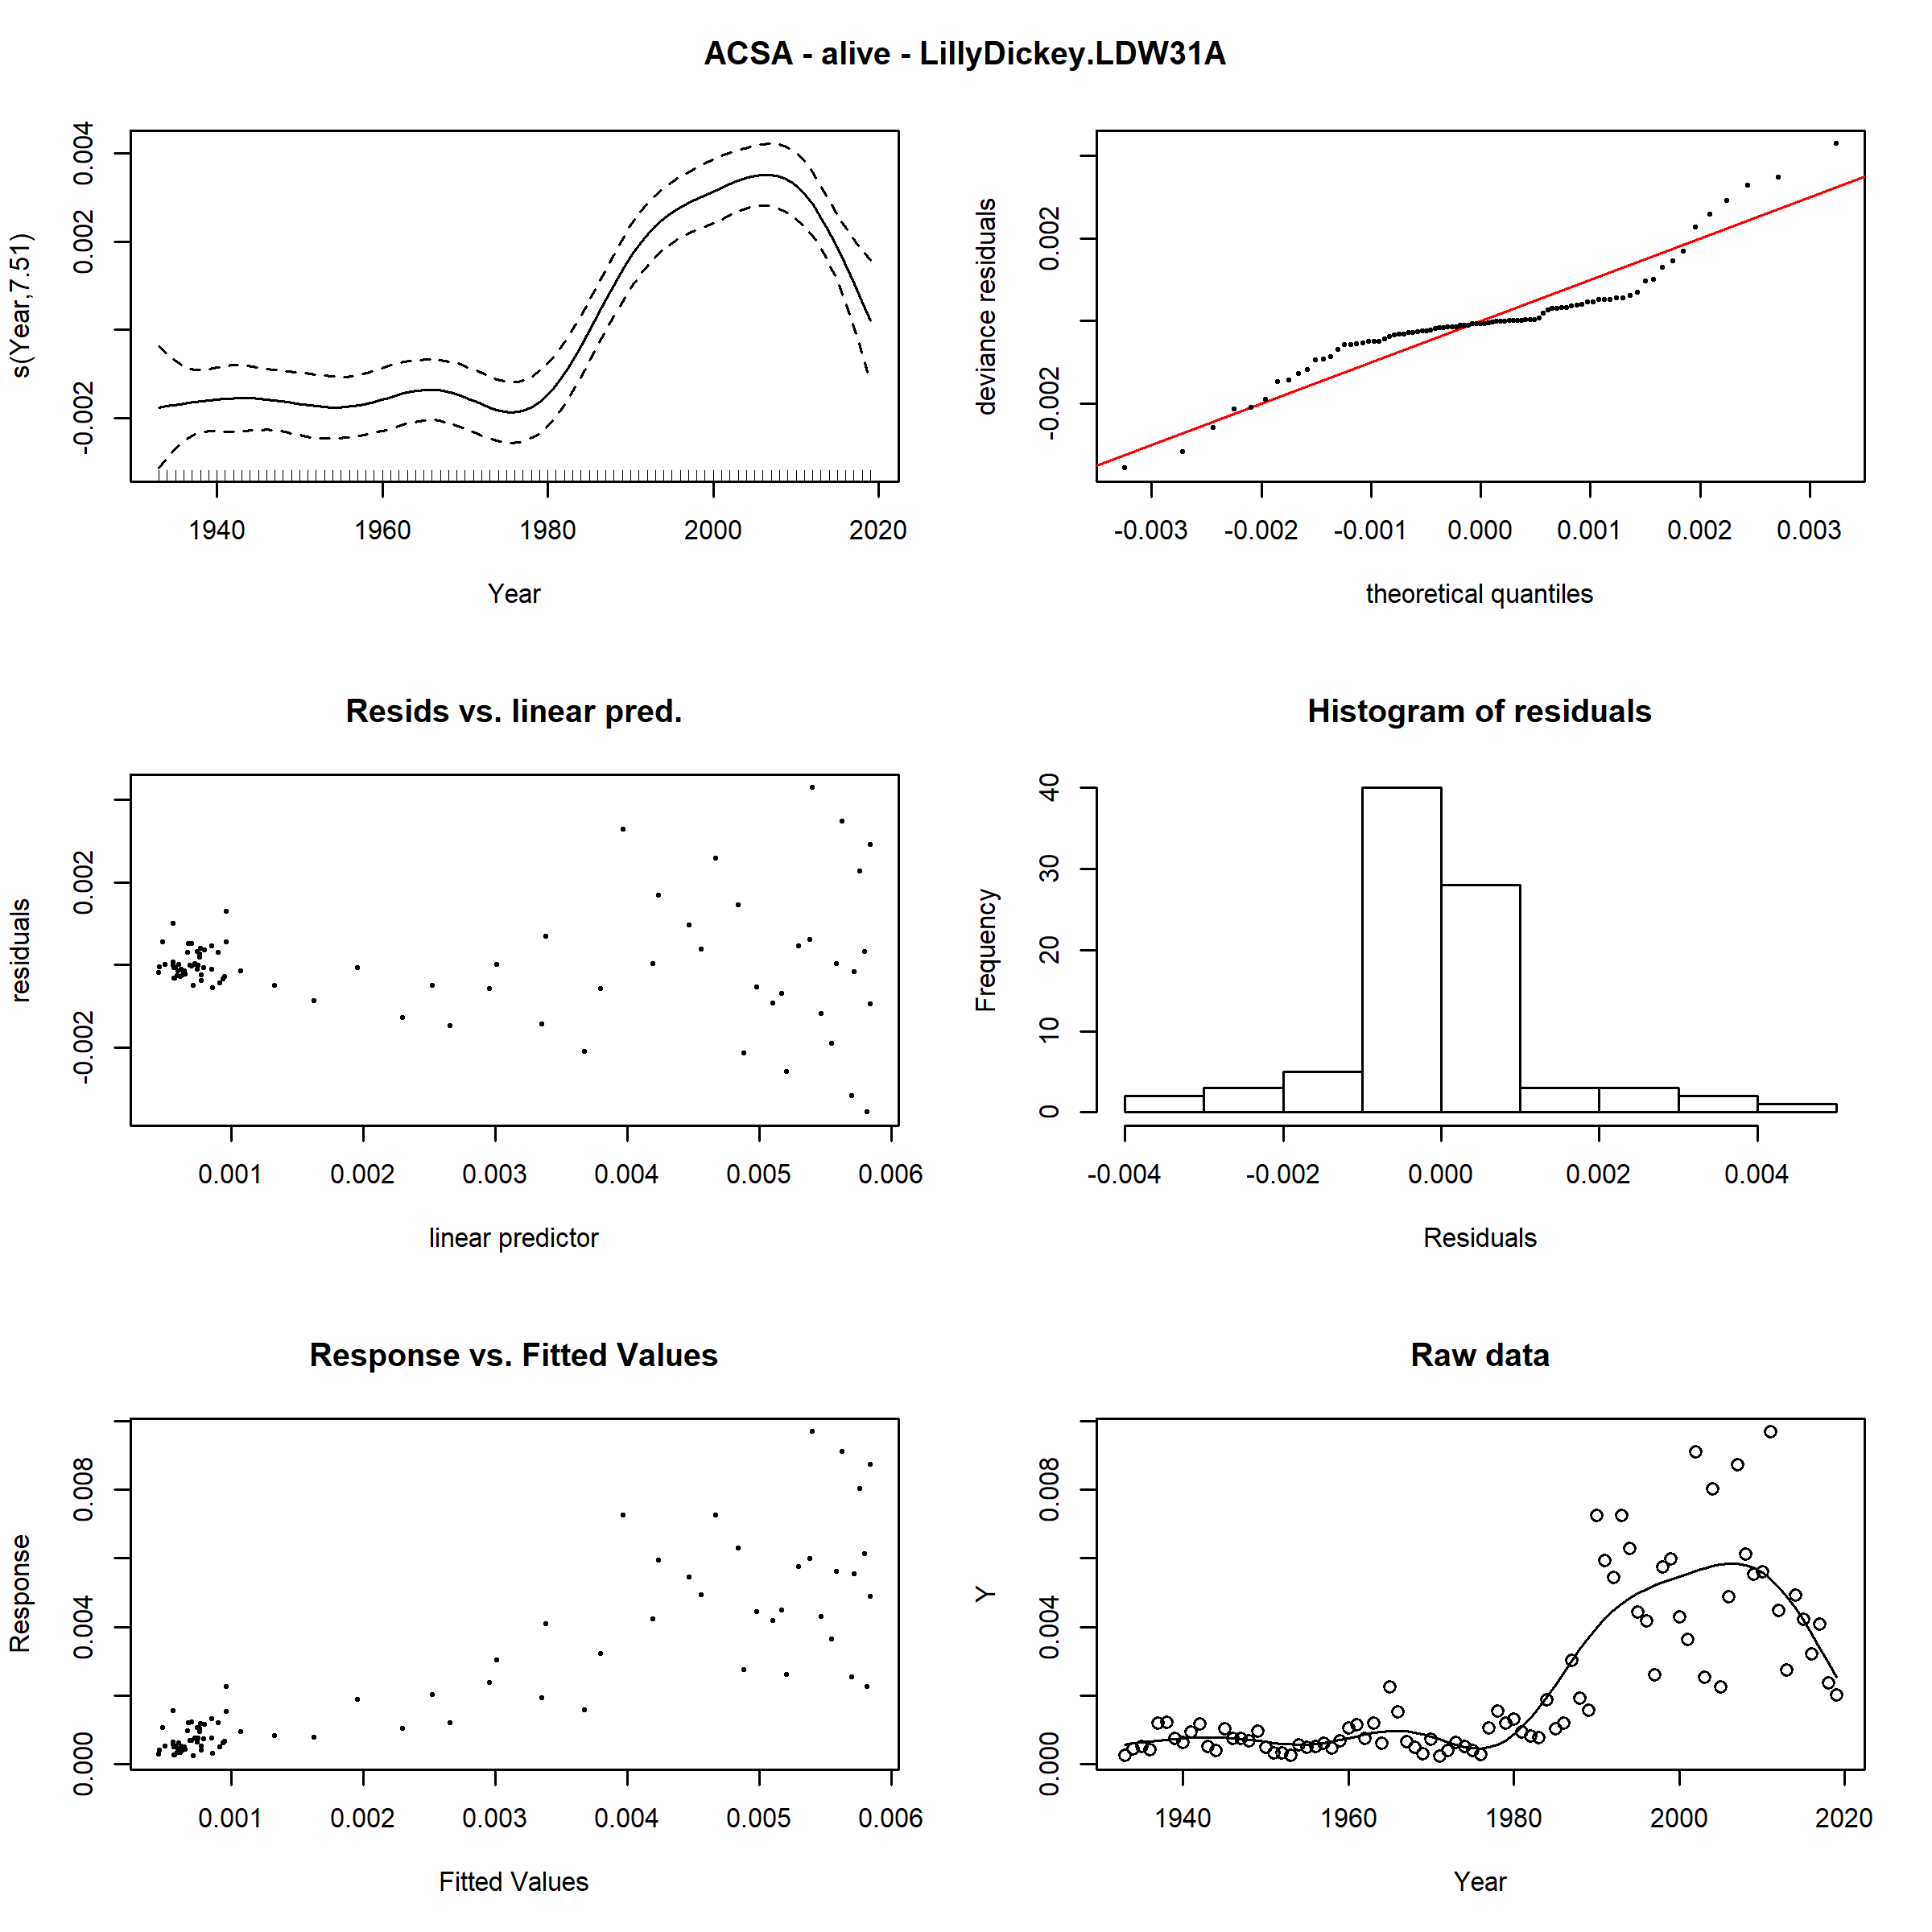 ACSA - alive - LillyDickey.LDW31A
s(Year,7.51)
-0.002 0.002 0.004
1940 1960 1980 2000 2020
Year
deviance residuals
-0.002 0.002
-0.003 -0.002 -0.001 0.000 0.001 0.002 0.003
theoretical quantiles
Resids vs. linear pred.
residuals
-0.002 0.002
0.001 0.002 0.003 0.004 0.005 0.006
linear predictor
Histogram of residuals
Frequency
0 10 20 30 40
-0.004 -0.002 0.000 0.002 0.004
Residuals
Response vs. Fitted Values
Response
0.000 0.004 0.008
0.001 0.002 0.003 0.004 0.005 0.006
Fitted Values
Raw data
Y
0.000 0.004 0.008
1940 1960 1980 2000 2020
Year